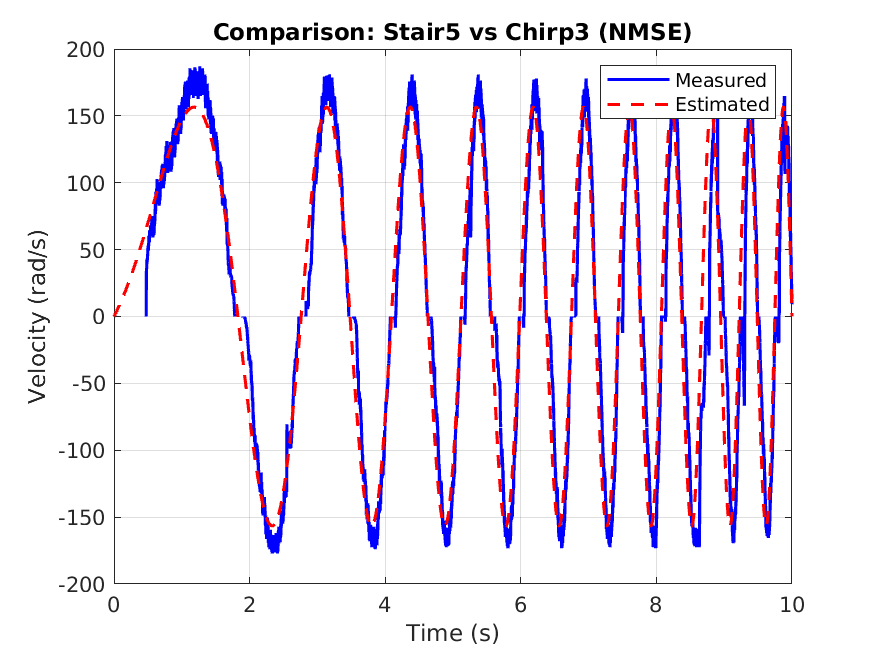 Comparison: Stair5 vs Chirp3 (NMSE)
200
150
100
50
0
-50
-100
-150
-200
Velocity (rad/s)
Measured
Estimated
0 2 4 6 8 10
Time (s)